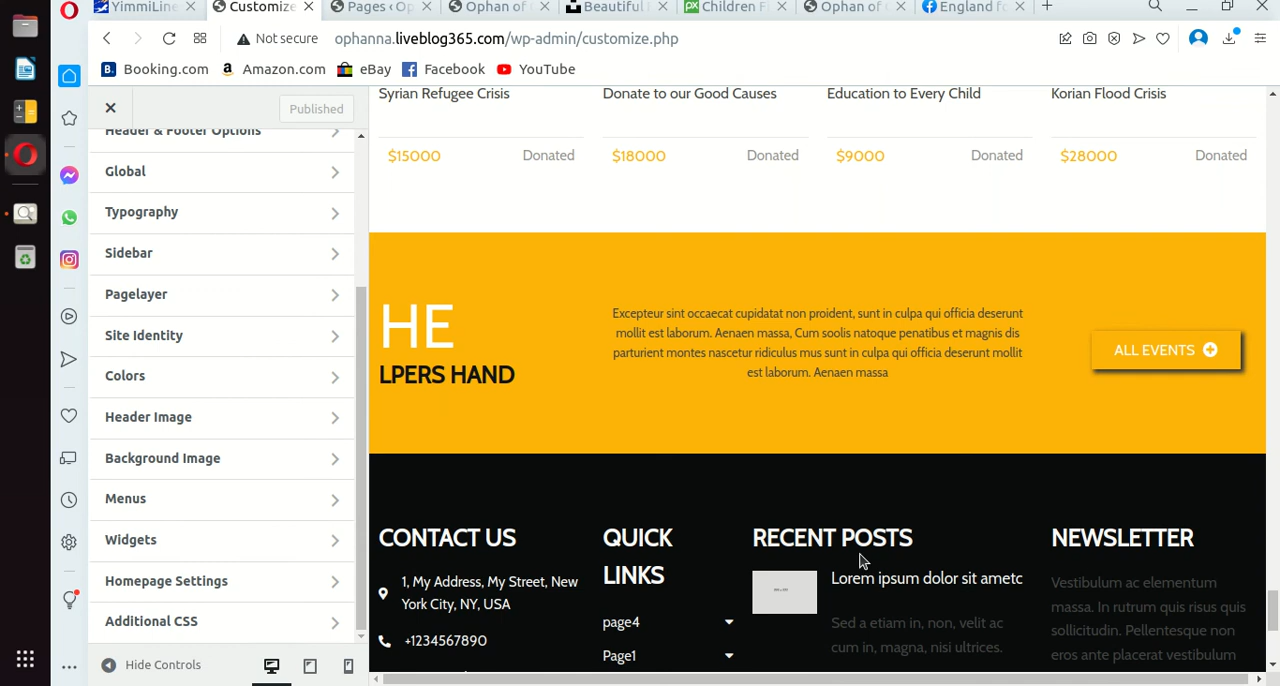 YimmiLine
Customize
Pages ‹ Op
Ophan of
Beautiful
Children F
Ophan of
England fo
Not secure
ophanna.liveblog365.com/wp-admin/customize.php
Booking.com
Amazon.com
eBay
Facebook
YouTube
Published
Header & Footer Options
Global
Typography
Sidebar
Pagelayer
Site Identity
Colors
Header Image
Background Image
Menus
Widgets
Homepage Settings
Additional CSS
Hide Controls
Syrian Refugee Crisis
Donate to our Good Causes
Education to Every Child
Korian Flood Crisis
$15000 Donated
$18000 Donated
$9000 Donated
$28000 Donated
HE
LPERS HAND
Excepteur sint occaecat cupidatat non proident, sunt in culpa qui officia deserunt
mollit est laborum. Aenaen massa, Cum soolis natoque penatibus et magnis dis
parturient montes nascetur ridiculus mus sunt in culpa qui officia deserunt mollit
est laborum. Aenaen massa
ALL EVENTS
CONTACT US
1, My Address, My Street, New
York City, NY, USA
+1234567890
QUICK
LINKS
page4
Page1
RECENT POSTS
Lorem ipsum dolor sit ametc
Sed a etiam in, non, velit ac
cum in, magna, nisi ultrices.
NEWSLETTER
Vestibulum ac elementum
massa. In rutrum quis risus quis
sollicitudin. Pellentesque non
eros ante placerat vestibulum